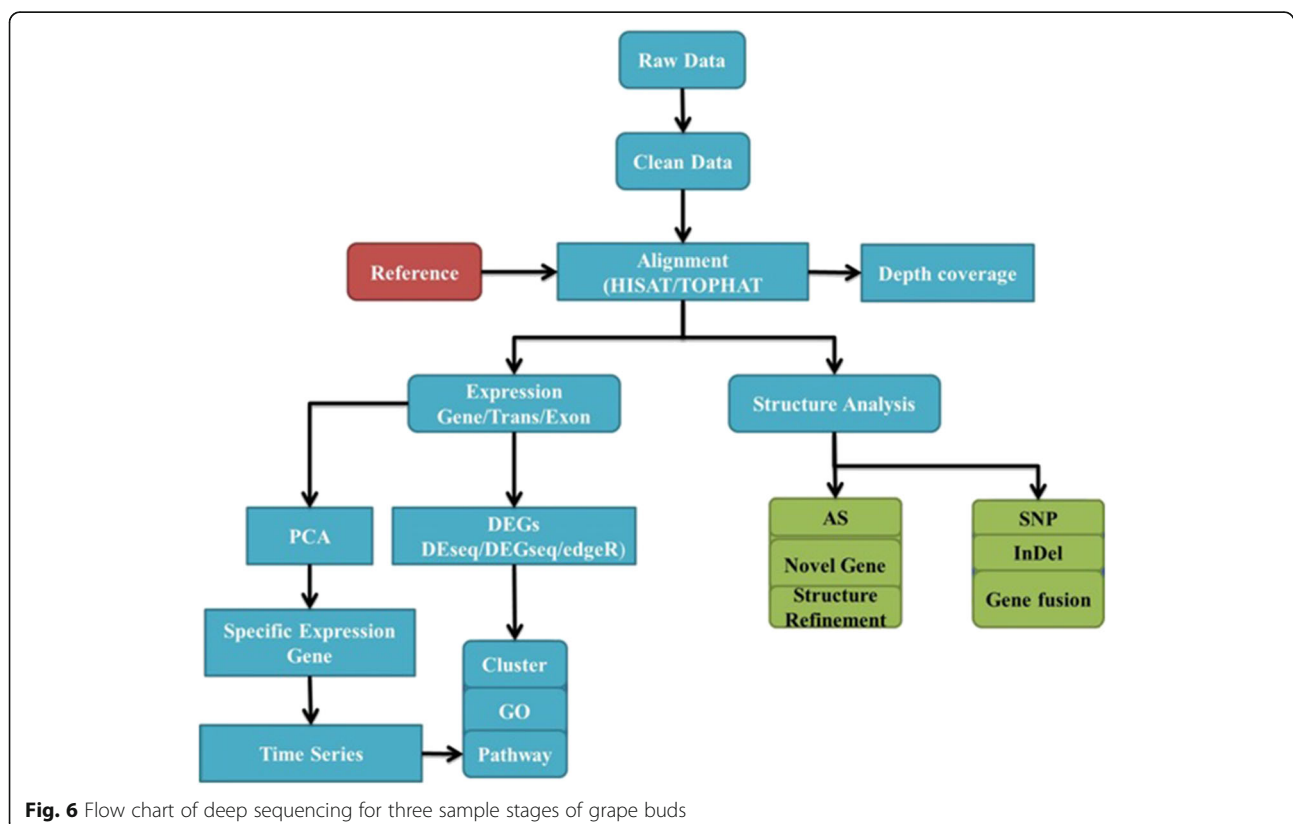 Raw Data
Clean Data
Reference
Alignment
(HISAT/TOPHAT
Depth coverage
Expression
Gene/Trans/Exon
Structure Analysis
PCA
DEGs
DEseq/DEGseq/edgeR)
AS
Novel Gene
Structure
Refinement
SNP
InDel
Gene fusion
Specific Expression
Gene
Cluster
GO
Pathway
Time Series
Fig. 6 Flow chart of deep sequencing for three sample stages of grape buds